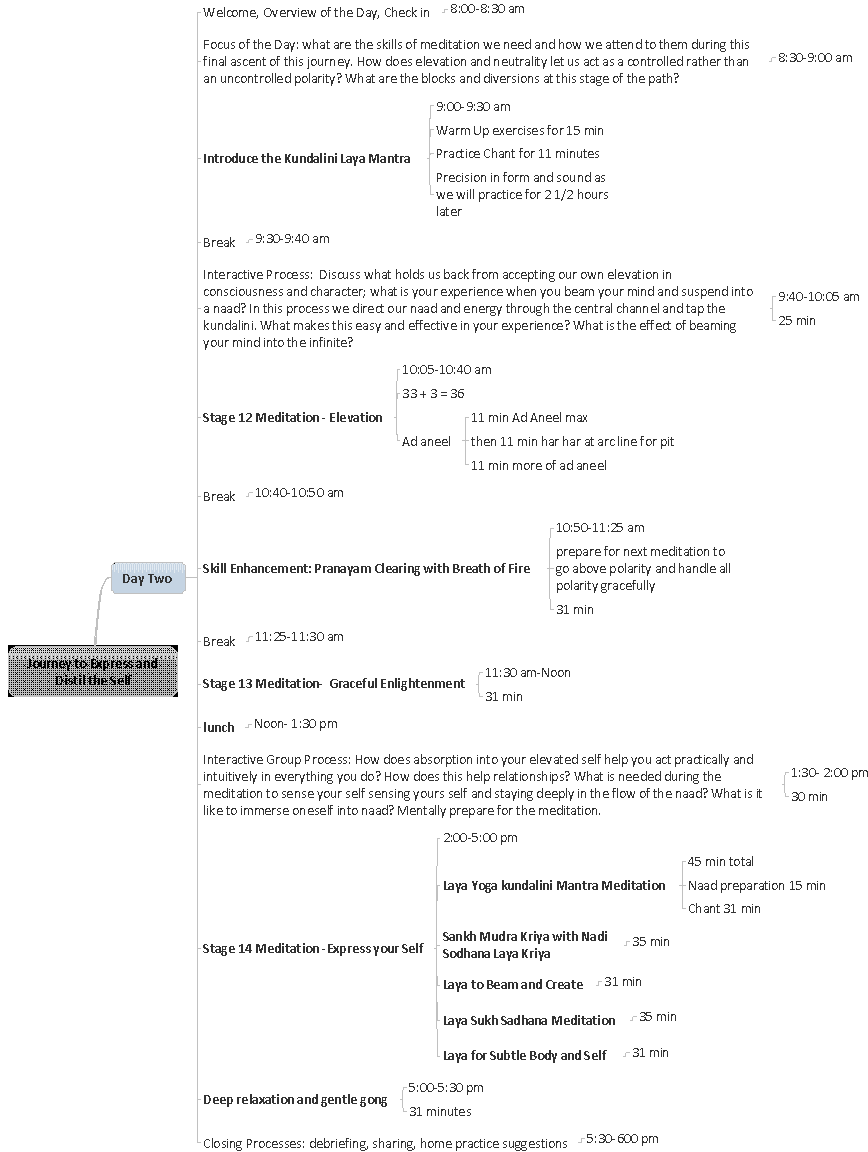 Welcome, Overview of the Day, Check in
8:00-8:30 am
Focus of the Day: what are the skills of meditation we need and how we attend to them during this
final ascent of this journey. How does elevation and neutrality let us act as a controlled rather than
an uncontrolled polarity? What are the blocks and diversions at this stage of the path?
8:30-9:00 am
Introduce the Kundalini Laya Mantra
9:00-9:30 am
Warm Up exercises for 15 min
Practice Chant for 11 minutes
Precision in form and sound as
we will practice for 2 1/2 hours
later
Break
9:30-9:40 am
Interactive Process:  Discuss what holds us back from accepting our own elevation in
consciousness and character; what is your experience when you beam your mind and suspend into
a naad? In this process we direct our naad and energy through the central channel and tap the
kundalini. What makes this easy and effective in your experience? What is the effect of beaming
your mind into the infinite?
9:40-10:05 am
25 min
Stage 12 Meditation - Elevation
10:05-10:40 am
33 + 3 = 36
Ad aneel
11 min Ad Aneel max
then 11 min har har at arc line for pit
11 min more of ad aneel
Break
10:40-10:50 am
Skill Enhancement: Pranayam Clearing with Breath of Fire
10:50-11:25 am
prepare for next meditation to
go above polarity and handle all
polarity gracefully
31 min
Day Two
Journey to Express and
Distil the Self
Break
11:25-11:30 am
Stage 13 Meditation-  Graceful Enlightenment
11:30 am-Noon
31 min
lunch
Noon- 1:30 pm
Interactive Group Process: How does absorption into your elevated self help you act practically and
intuitively in everything you do? How does this help relationships? What is needed during the
meditation to sense your self sensing yours self and staying deeply in the flow of the naad? What is it
like to immerse oneself into naad? Mentally prepare for the meditation.
1:30- 2:00 pm
30 min
Stage 14 Meditation - Express your Self
2:00-5:00 pm
Laya Yoga kundalini Mantra Meditation
45 min total
Naad preparation 15 min
Chant 31 min
Sankh Mudra Kriya with Nadi
Sodhana Laya Kriya
35 min
Laya to Beam and Create
31 min
Laya Sukh Sadhana Meditation
35 min
Laya for Subtle Body and Self
31 min
Deep relaxation and gentle gong
5:00-5:30 pm
31 minutes
Closing Processes: debriefing, sharing, home practice suggestions
5:30-600 pm